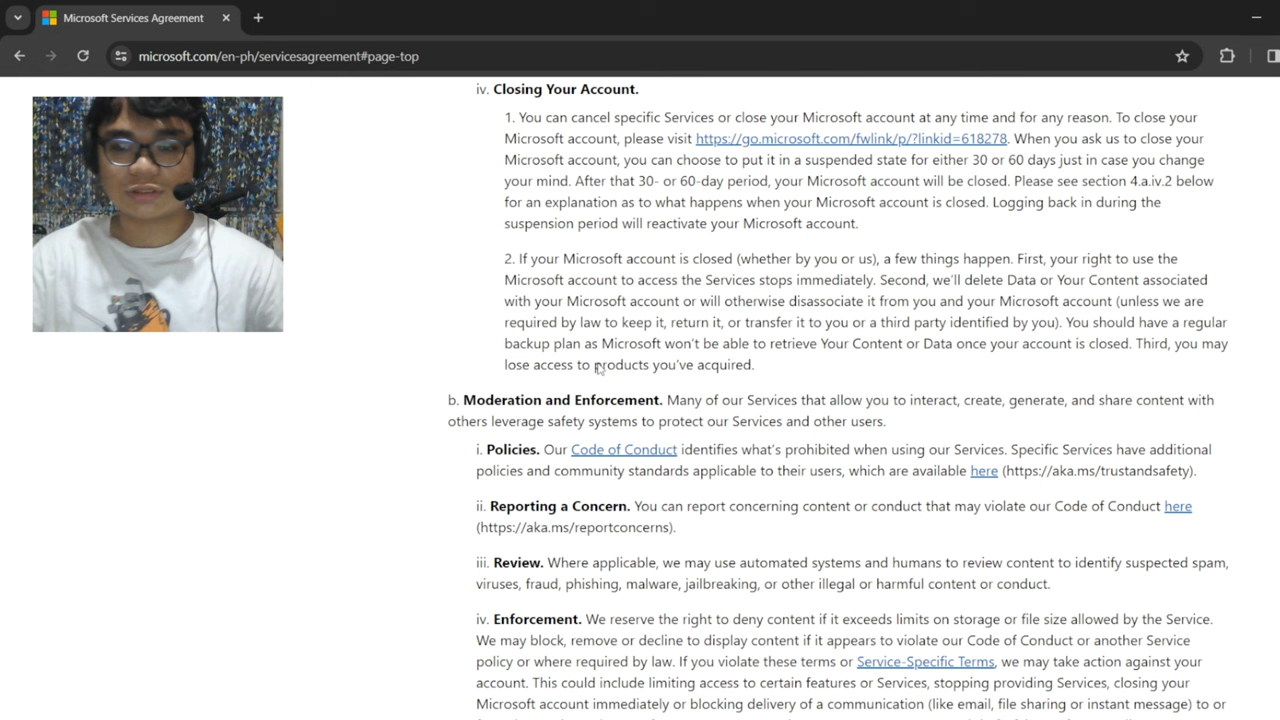 Microsoft Services Agreement
microsoft.com/en-ph/servicesagreement#page-top
iv. Closing Your Account.
1. You can cancel specific Services or close your Microsoft account at any time and for any reason. To close your
Microsoft account, please visit https://go.microsoft.com/fwlink/p/?linkid=618278. When you ask us to close your
Microsoft account, you can choose to put it in a suspended state for either 30 or 60 days just in case you change
your mind. After that 30- or 60-day period, your Microsoft account will be closed. Please see section 4.a.iv.2 below
for an explanation as to what happens when your Microsoft account is closed. Logging back in during the
suspension period will reactivate your Microsoft account.
2. If your Microsoft account is closed (whether by you or us), a few things happen. First, your right to use the
Microsoft account to access the Services stops immediately. Second, we'll delete Data or Your Content associated
with your Microsoft account or will otherwise disassociate it from you and your Microsoft account (unless we are
required by law to keep it, return it, or transfer it to you or a third party identified by you). You should have a regular
backup plan as Microsoft won't be able to retrieve Your Content or Data once your account is closed. Third, you may
lose access to products you've acquired.
b. Moderation and Enforcement. Many of our Services that allow you to interact, create, generate, and share content with
others leverage safety systems to protect our Services and other users.
i. Policies. Our Code of Conduct identifies what's prohibited when using our Services. Specific Services have additional
policies and community standards applicable to their users, which are available here (https://aka.ms/trustandsafety).
ii. Reporting a Concern. You can report concerning content or conduct that may violate our Code of Conduct here
(https://aka.ms/reportconcerns).
iii. Review. Where applicable, we may use automated systems and humans to review content to identify suspected spam,
viruses, fraud, phishing, malware, jailbreaking, or other illegal or harmful content or conduct.
iv. Enforcement. We reserve the right to deny content if it exceeds limits on storage or file size allowed by the Service.
We may block, remove or decline to display content if it appears to violate our Code of Conduct or another Service
policy or where required by law. If you violate these terms or Service-Specific Terms, we may take action against your
account. This could include limiting access to certain features or Services, stopping providing Services, closing your
Microsoft account immediately or blocking delivery of a communication (like email, file sharing or instant message) to or